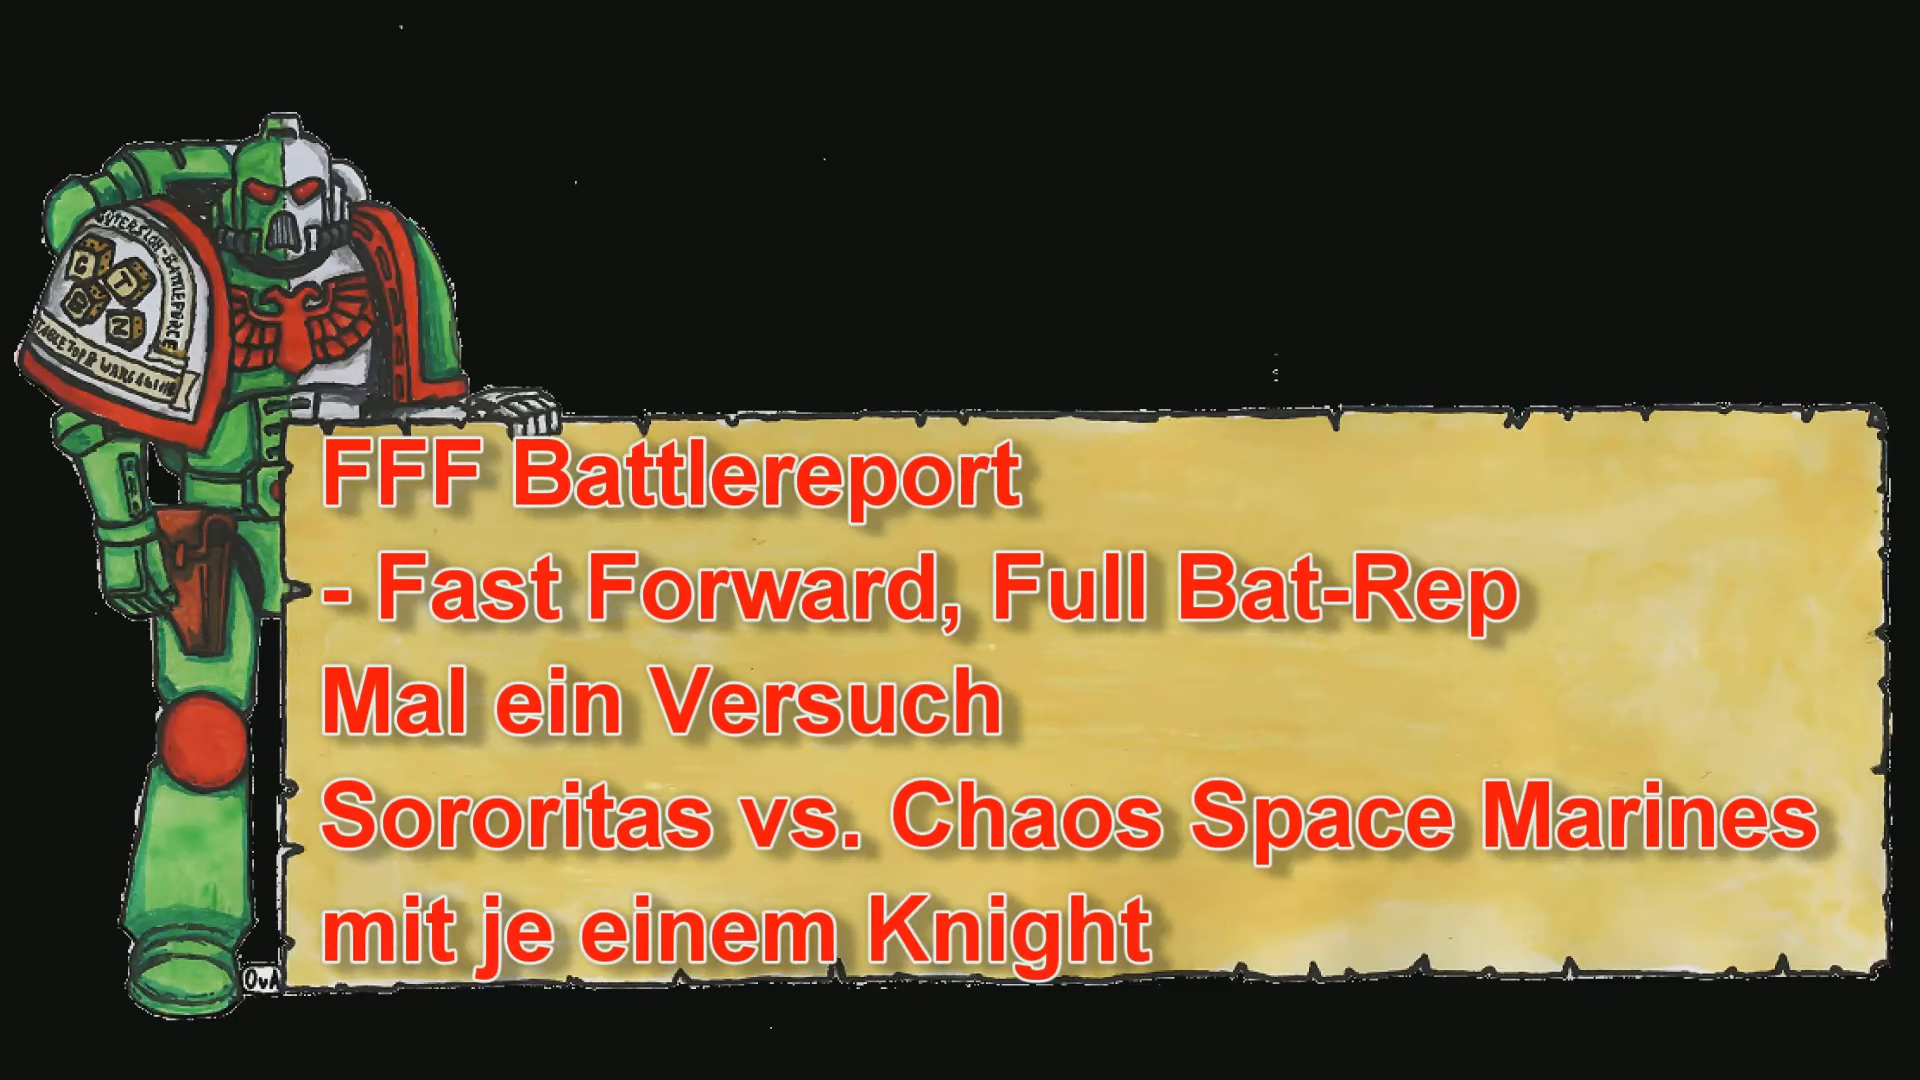 C
T
N
FFF Battlereport
- Fast Forward, Full Bat-Rep
Mal ein Versuch
Sororitas vs. Chaos Space Marines
mit je einem Knight
OvA